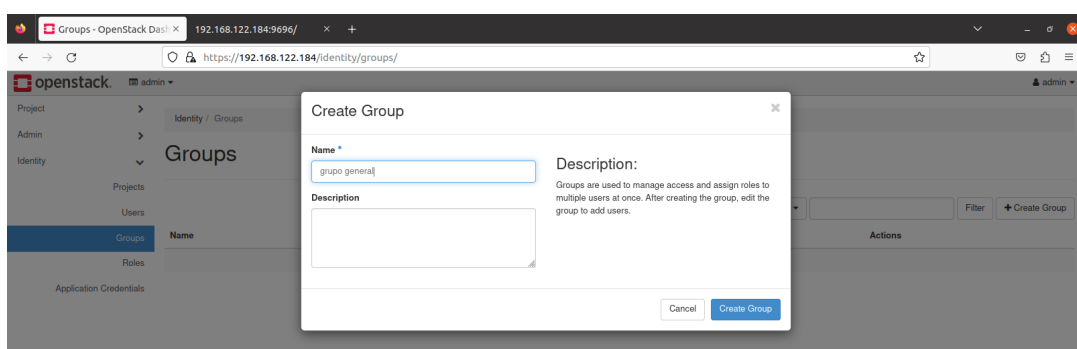 Groups - OpenStack Das
192.168.122.184:9696/
https://192.168.122.184/identity/groups/
openstack.
admin
admin
Project
Admin
Identity
Projects
Users
Groups
Roles
Application Credentials
Identity / Groups
Groups
Filter
+ Create Group
Name
Actions
Create Group
Name *
grupo general
Description
Description:
Groups are used to manage access and assign roles to
multiple users at once. After creating the group, edit the
group to add users.
Cancel
Create Group